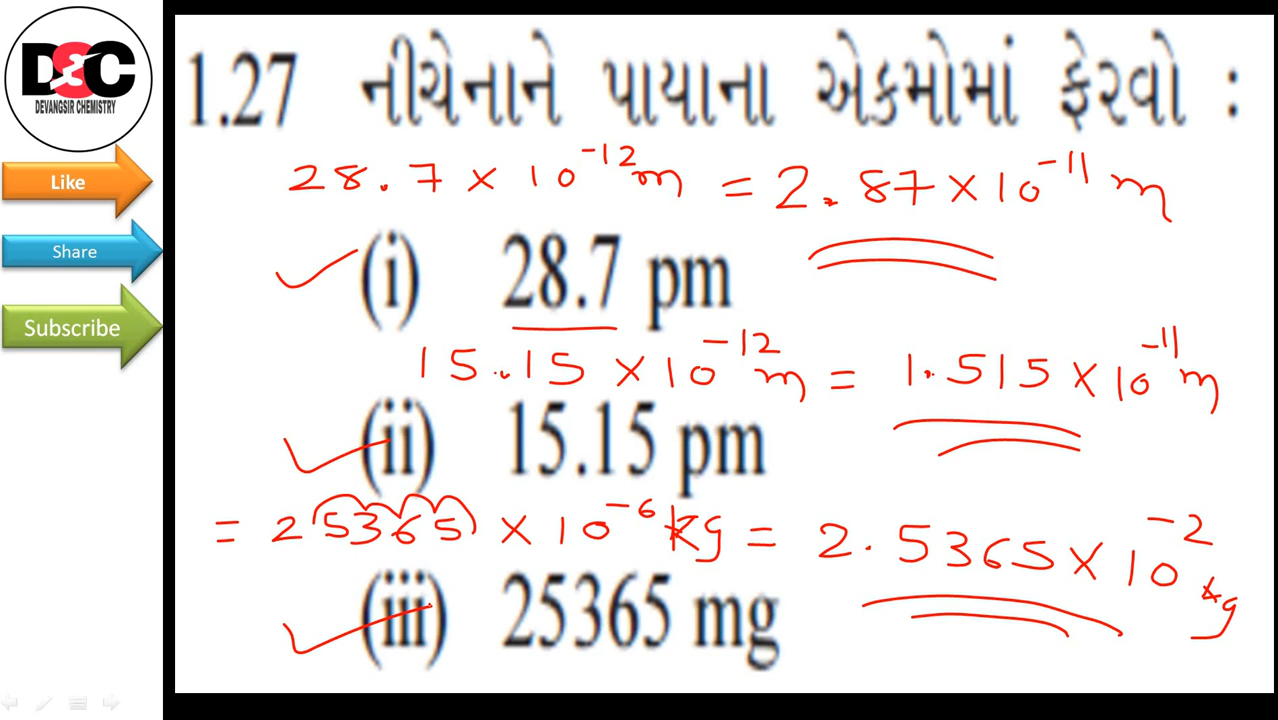 DSC
DEVANGSIR CHEMISTRY
Like
Share
Subscribe
1.27 નીચેનાને પાયાના એકમોમાં ફેરવો :
28.7 × 10⁻¹² m = 2.87 × 10⁻¹¹ m
(i) 28.7 pm
15.15 × 10⁻¹² m = 1.515 × 10⁻¹¹ m
(ii) 15.15 pm
= 25365 × 10⁻⁶ kg = 2.5365 × 10⁻² kg
(iii) 25365 mg